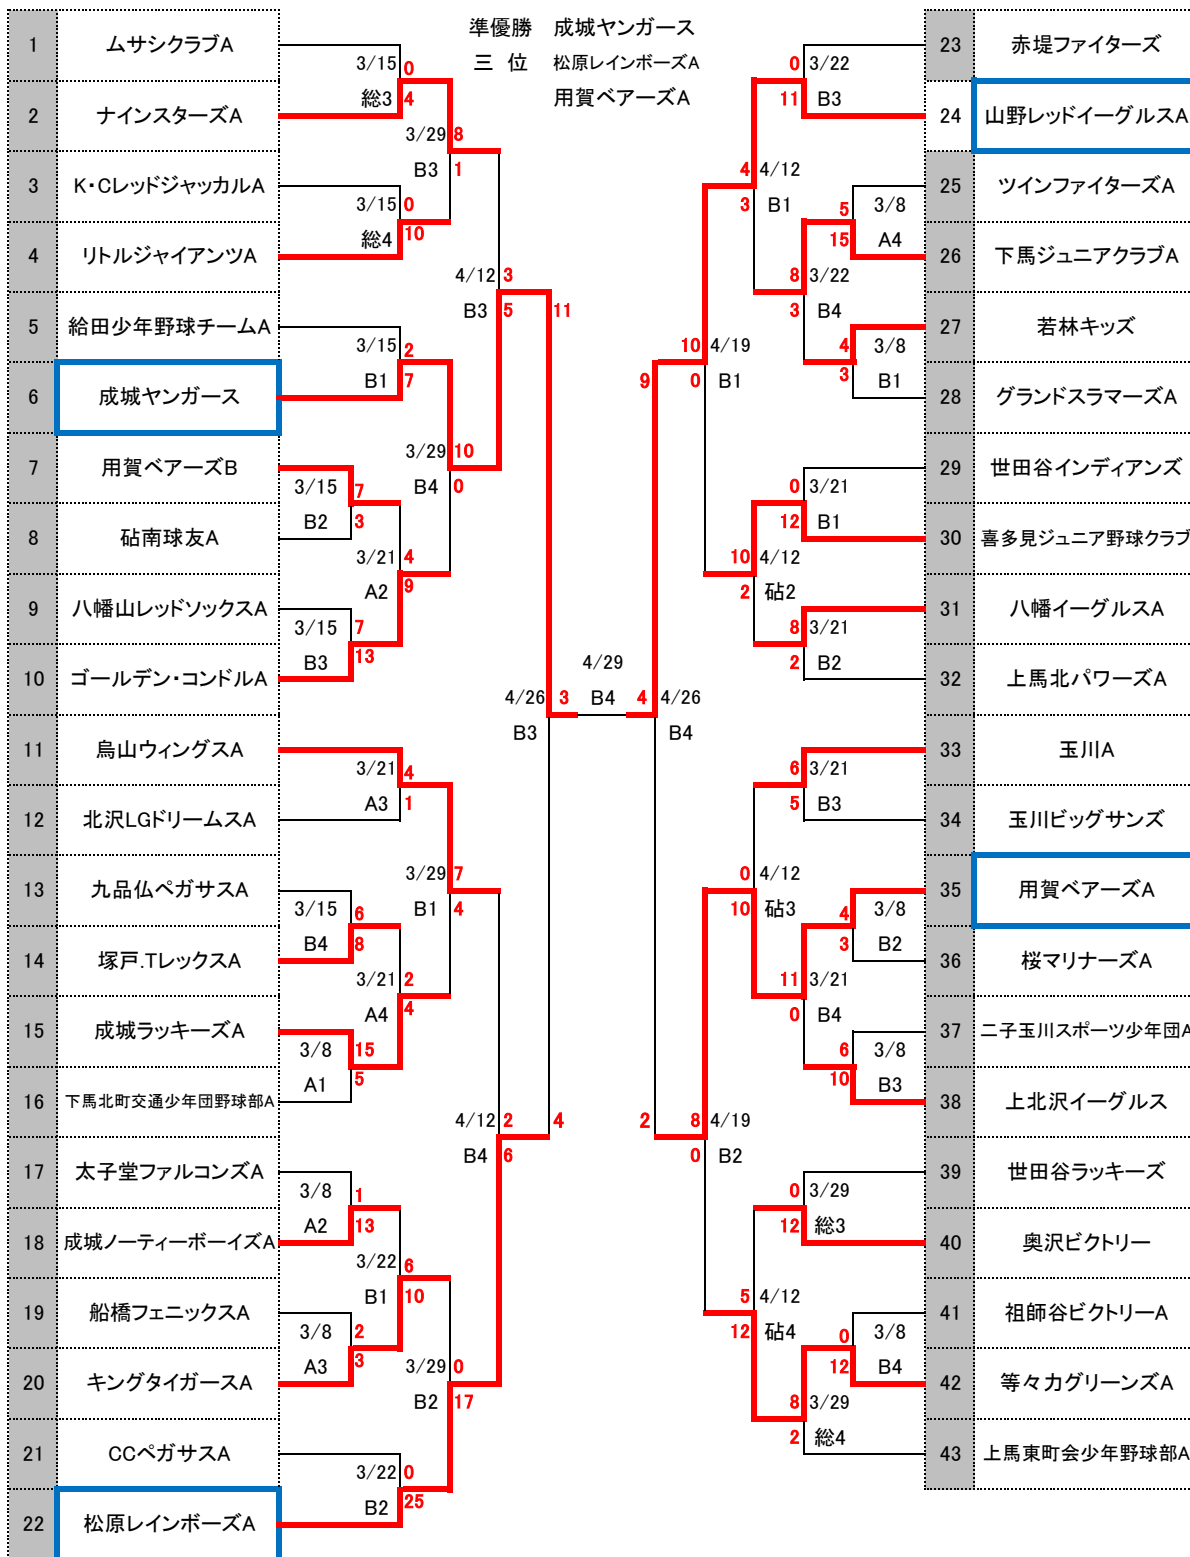 準優勝 成城ヤンガース
三 位 松原レインボーズA
用賀ベアーズA
1 ムサシクラブA
2 ナインスターズA
3 K・CレッドジャッカルA
4 リトルジャイアンツA
5 給田少年野球チームA
6 成城ヤンガース
7 用賀ベアーズB
8 砧南球友A
9 八幡山レッドソックスA
10 ゴールデン・コンドルA
11 烏山ウィングスA
12 北沢LGドリームスA
13 九品仏ペガサスA
14 塚戸.TレックスA
15 成城ラッキーズA
16 下馬北町交通少年団野球部A
17 太子堂ファルコンズA
18 成城ノーティーボーイズA
19 船橋フェニックスA
20 キングタイガースA
21 CCペガサスA
22 松原レインボーズA
3/15 0
総3 4
3/29 8
B3 1
3/15 0
総4 10
4/12 3
B3 5
11
3/15 2
B1 7
3/29 10
B4 0
3/15 7
B2 3
3/21 4
A2 9
3/15 7
B3 13
4/26 3
B3
3/21 4
A3 1
3/29 7
B1 4
3/15 6
B4 8
3/21 2
A4 4
3/8 15
A1 5
4/12 2
B4 6
4
3/8 1
A2 13
3/22 6
B1 10
3/8 2
A3 3
3/29 0
B2 17
3/22 0
B2 25
4/29
B4
23 赤堤ファイターズ
24 山野レッドイーグルスA
25 ツインファイターズA
26 下馬ジュニアクラブA
27 若林キッズ
28 グランドスラマーズA
29 世田谷インディアンズ
30 喜多見ジュニア野球クラブ
31 八幡イーグルスA
32 上馬北パワーズA
33 玉川A
34 玉川ビッグサンズ
35 用賀ベアーズA
36 桜マリナーズA
37 二子玉川スポーツ少年団A
38 上北沢イーグルス
39 世田谷ラッキーズ
40 奥沢ビクトリー
41 祖師谷ビクトリーA
42 等々力グリーンズA
43 上馬東町会少年野球部A
0 3/22
11 B3
4 4/12
3 B1
5 3/8
15 A4
8 3/22
3 B4
4 3/8
3 B1
10 4/19
0 B1
9
0 3/21
12 B1
10 4/12
2 砧2
8 3/21
2 B2
4 4/26
B4
6 3/21
5 B3
0 4/12
10 砧3
4 3/8
3 B2
11 3/21
0 B4
6 3/8
10 B3
2
8 4/19
0 B2
0 3/29
12 総3
5 4/12
12 砧4
0 3/8
12 B4
8 3/29
2 総4